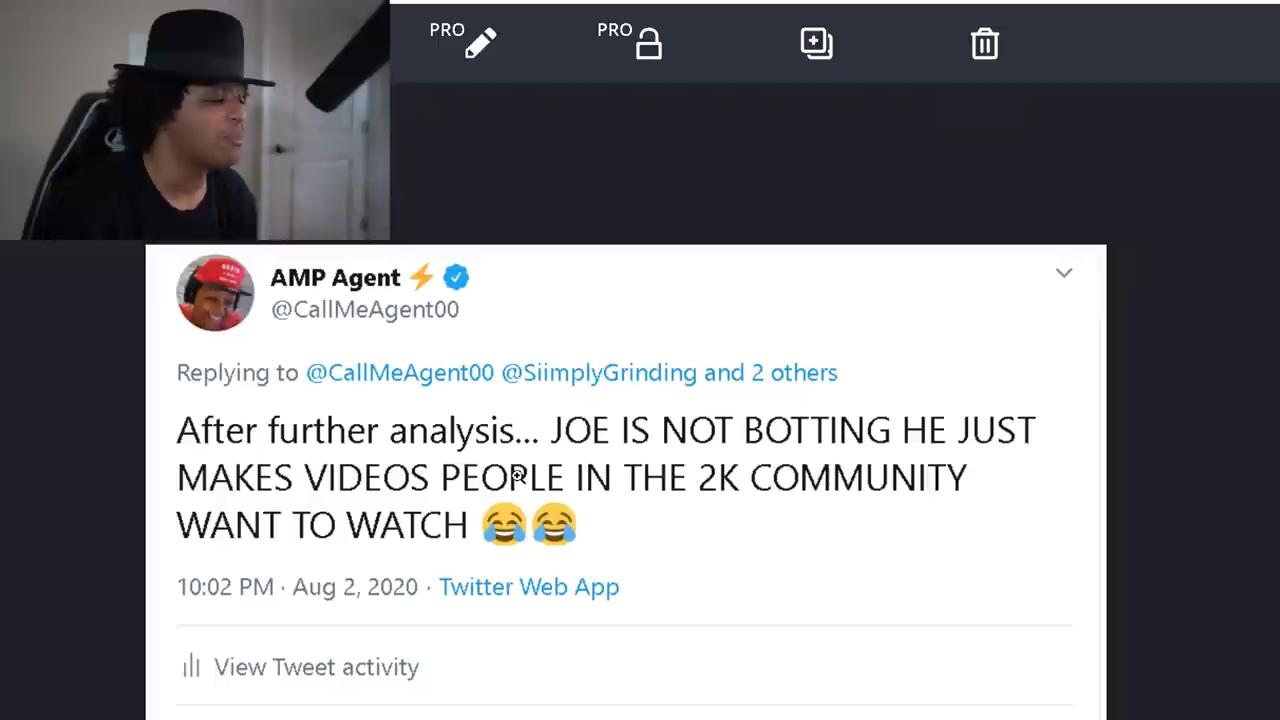 PRO
PRO
AMP Agent
@CallMeAgent00
Replying to @CallMeAgent00 @SiimplyGrinding and 2 others
After further analysis... JOE IS NOT BOTTING HE JUST
MAKES VIDEOS PEOPLE IN THE 2K COMMUNITY
WANT TO WATCH 😂😂
10:02 PM · Aug 2, 2020 · Twitter Web App
View Tweet activity